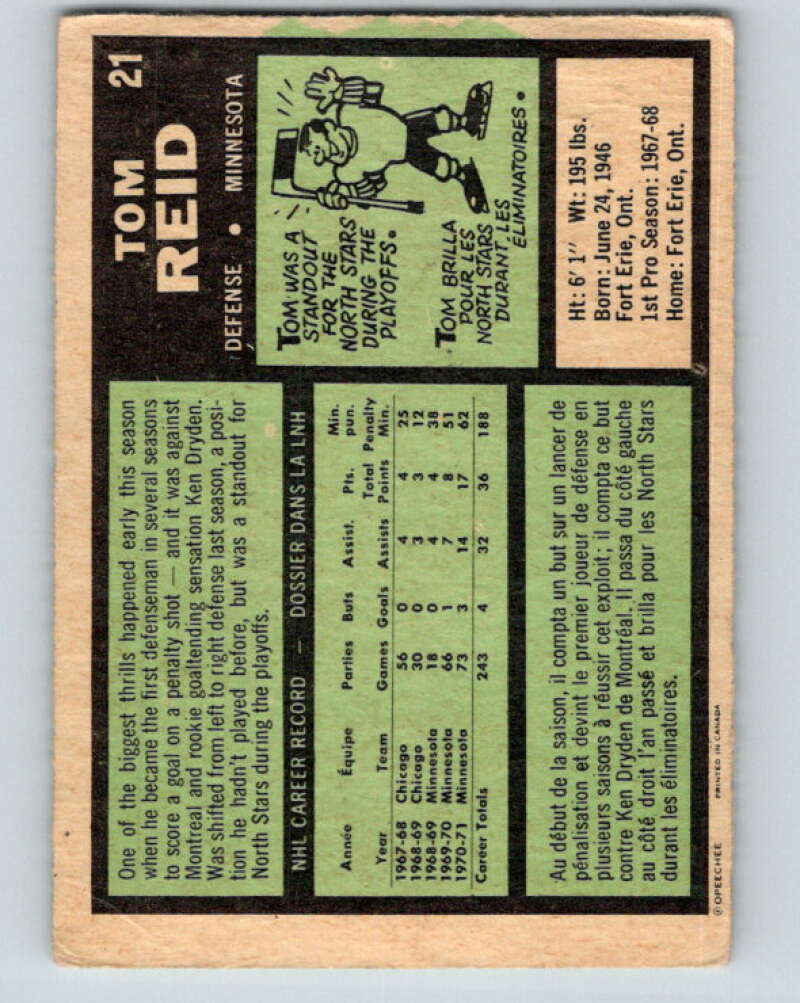 TOM 21
REID
DEFENSE • MINNESOTA
TOM WAS A
STANDOUT
FOR THE
NORTH STARS
DURING THE
PLAYOFFS.
TOM BRILLA
POUR LES
NORTH STARS
DURANT LES
ÉLIMINATOIRES.
Ht: 6' 1" Wt: 195 lbs.
Born: June 24, 1946
Fort Erie, Ont.
1st Pro Season: 1967-68
Home: Fort Erie, Ont.
One of the biggest thrills happened early this season
when he became the first defenseman in several seasons
to score a goal on a penalty shot — and it was against
Montreal and rookie goaltending sensation Ken Dryden.
Was shifted from left to right defense last season, a posi-
tion he hadn't played before, but was a standout for
North Stars during the playoffs.
NHL CAREER RECORD — DOSSIER DANS LA LNH
Année Équipe Parties Buts Assist. Pts. Min. pun.
Year Team Games Goals Assists Total Points Penalty Min.
1967-68 Chicago 56 0 4 4 25
1968-69 Chicago 30 0 3 3 12
1968-69 Minnesota 18 0 4 4 38
1969-70 Minnesota 66 1 7 8 51
1970-71 Minnesota 73 3 14 17 62
Career Totals 243 4 32 36 188
Au début de la saison, il compta un but sur un lancer de
pénalisation et devint le premier joueur de défense en
plusieurs saisons à réussir cet exploit; il compta ce but
contre Ken Dryden de Montréal. Il passa du côté gauche
au côté droit l'an passé et brilla pour les North Stars
durant les éliminatoires.
© OPEECHEE PRINTED IN CANADA